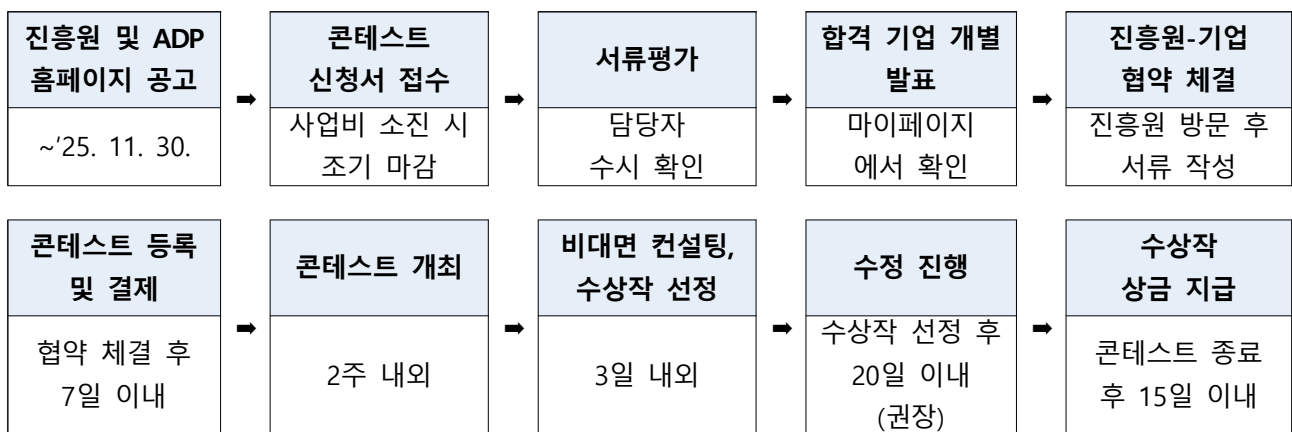 진흥원 및 ADP
홈페이지 공고
~'25. 11. 30.
➡
콘테스트
신청서 접수
사업비 소진 시
조기 마감
➡
서류평가
담당자
수시 확인
➡
합격 기업 개별
발표
마이페이지
에서 확인
➡
진흥원-기업
협약 체결
진흥원 방문 후
서류 작성
콘테스트 등록
및 결제
협약 체결 후
7일 이내
➡
콘테스트 개최
2주 내외
➡
비대면 컨설팅,
수상작 선정
3일 내외
➡
수정 진행
수상작 선정 후
20일 이내
(권장)
➡
수상작
상금 지급
콘테스트 종료
후 15일 이내